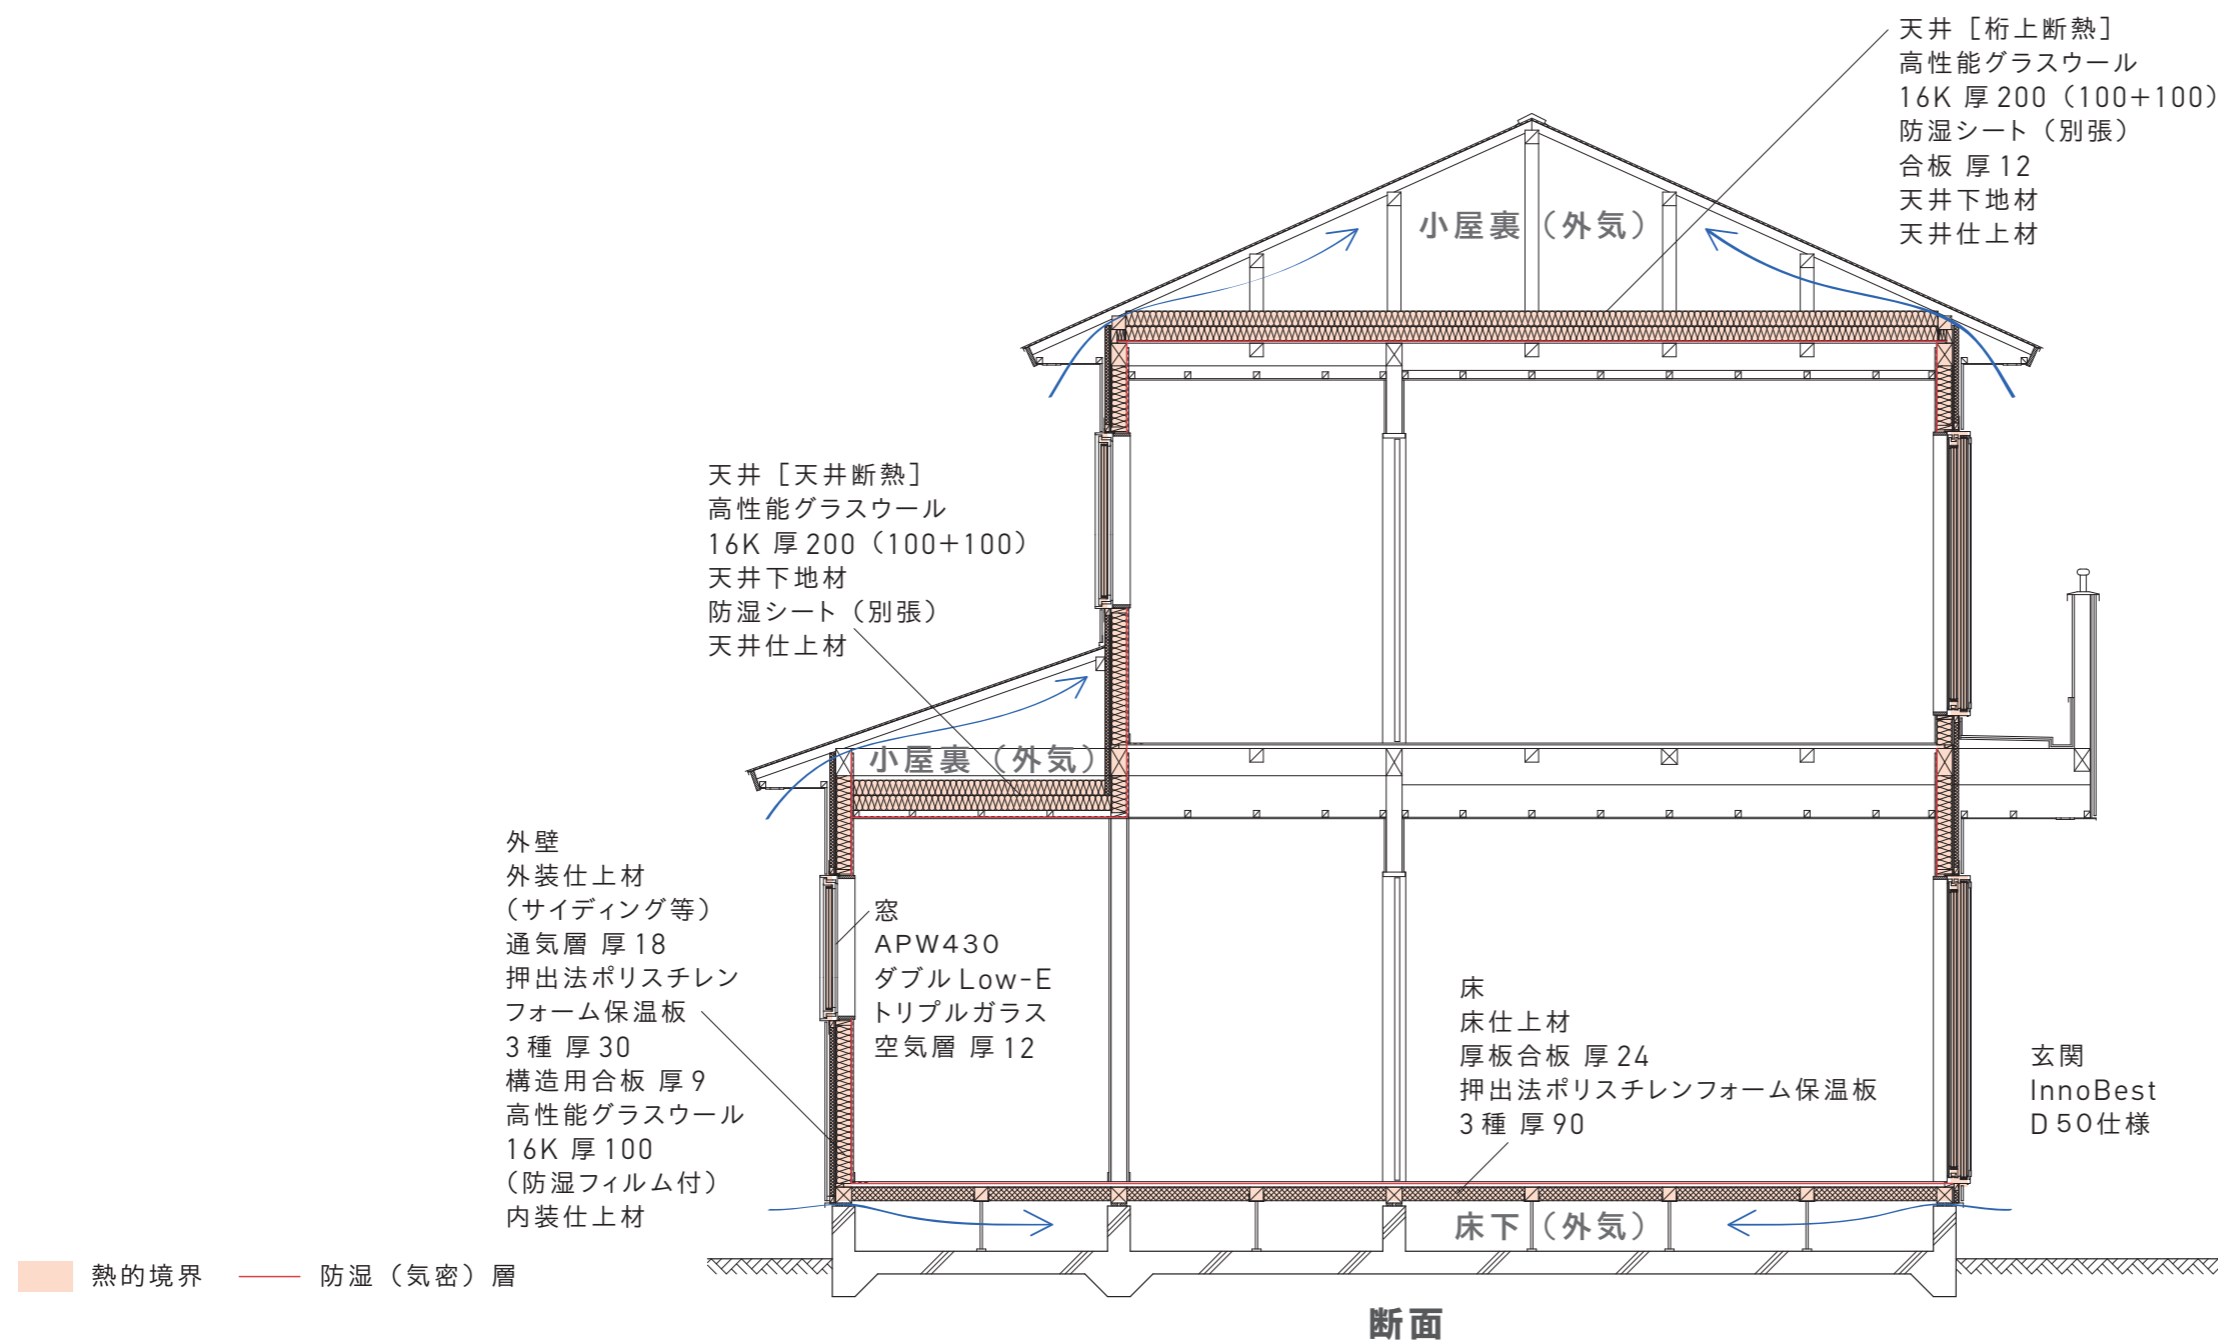 天井［桁上断熱］
高性能グラスウール
16K 厚200（100+100）
防湿シート（別張）
合板 厚12
天井下地材
天井仕上材
小屋裏（外気）
天井［天井断熱］
高性能グラスウール
16K 厚200（100+100）
天井下地材
防湿シート（別張）
天井仕上材
小屋裏（外気）
外壁
外装仕上材
（サイディング等）
通気層 厚18
押出法ポリスチレン
フォーム保温板
3種 厚30
構造用合板 厚9
高性能グラスウール
16K 厚100
（防湿フィルム付）
内装仕上材
窓
APW430
ダブルLow-E
トリプルガラス
空気層 厚12
床
床仕上材
厚板合板 厚24
押出法ポリスチレンフォーム保温板
3種 厚90
玄関
InnoBest
D50仕様
床下（外気）
熱的境界
防湿（気密）層
断面